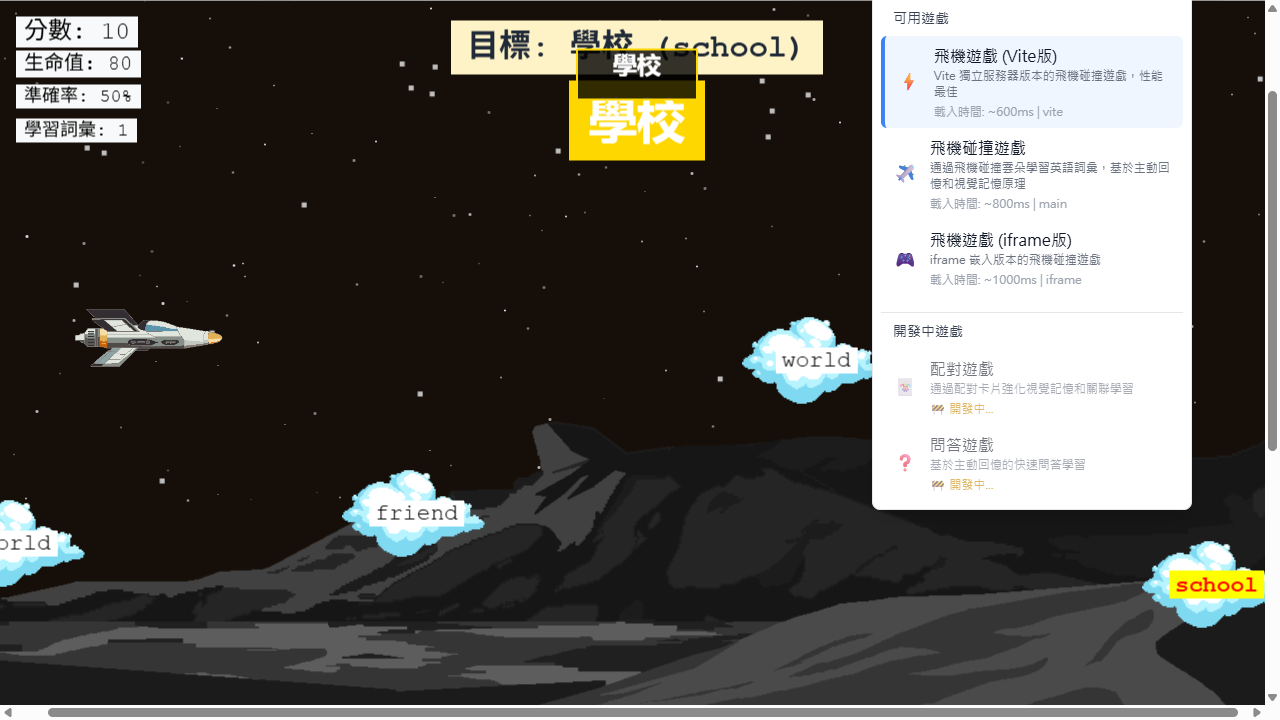 分數: 10
生命值: 80
準確率: 50%
學習詞彙: 1
目標: 學校 (school)
學校
學校
world
friend
orld
school
可用遊戲
飛機遊戲 (Vite版)
Vite 獨立服務器版本的飛機碰撞遊戲，性能
最佳
載入時間: ~600ms | vite
飛機碰撞遊戲
通過飛機碰撞雲朵學習英語詞彙，基於主動回
憶和視覺記憶原理
載入時間: ~800ms | main
飛機遊戲 (iframe版)
iframe 嵌入版本的飛機碰撞遊戲
載入時間: ~1000ms | iframe
開發中遊戲
配對遊戲
通過配對卡片強化視覺記憶和關聯學習
開發中...
問答遊戲
基於主動回憶的快速問答學習
開發中...